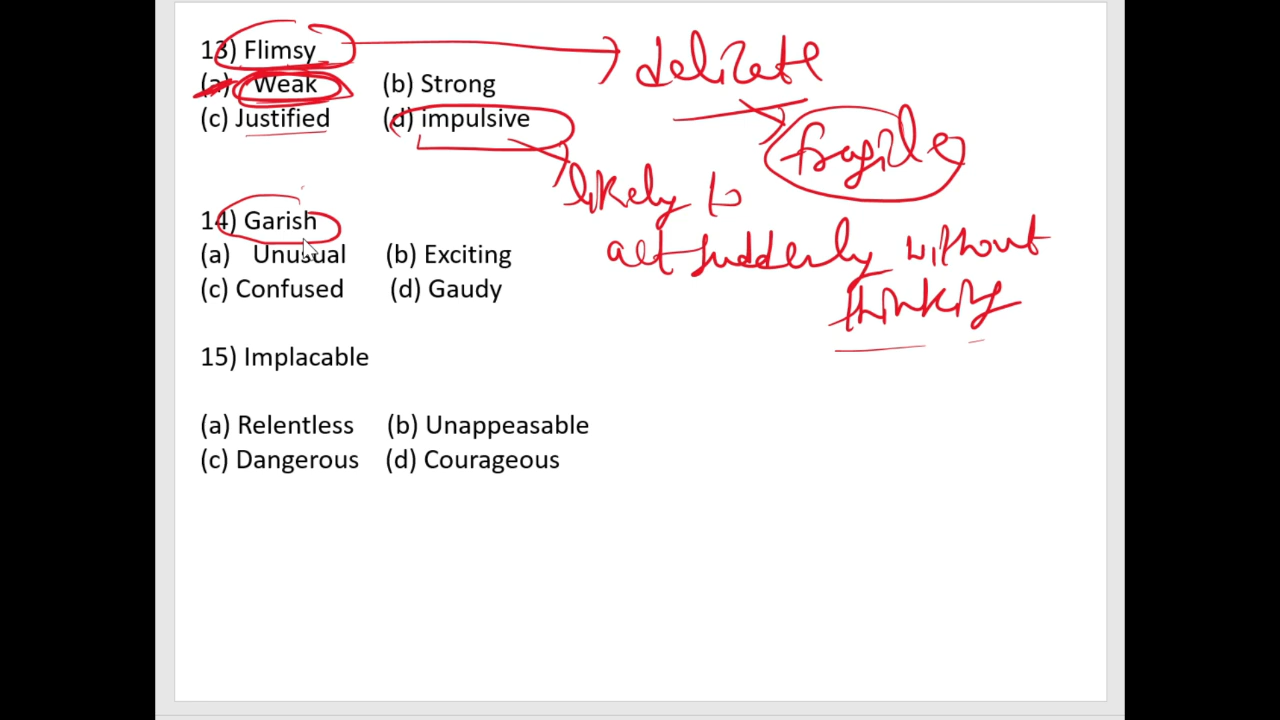 13) Flimsy
delicate
(a) Weak (b) Strong
(c) Justified (d) impulsive
fragile
likely to
act suddenly without
thinking
14) Garish
(a) Unusual (b) Exciting
(c) Confused (d) Gaudy
15) Implacable
(a) Relentless (b) Unappeasable
(c) Dangerous (d) Courageous